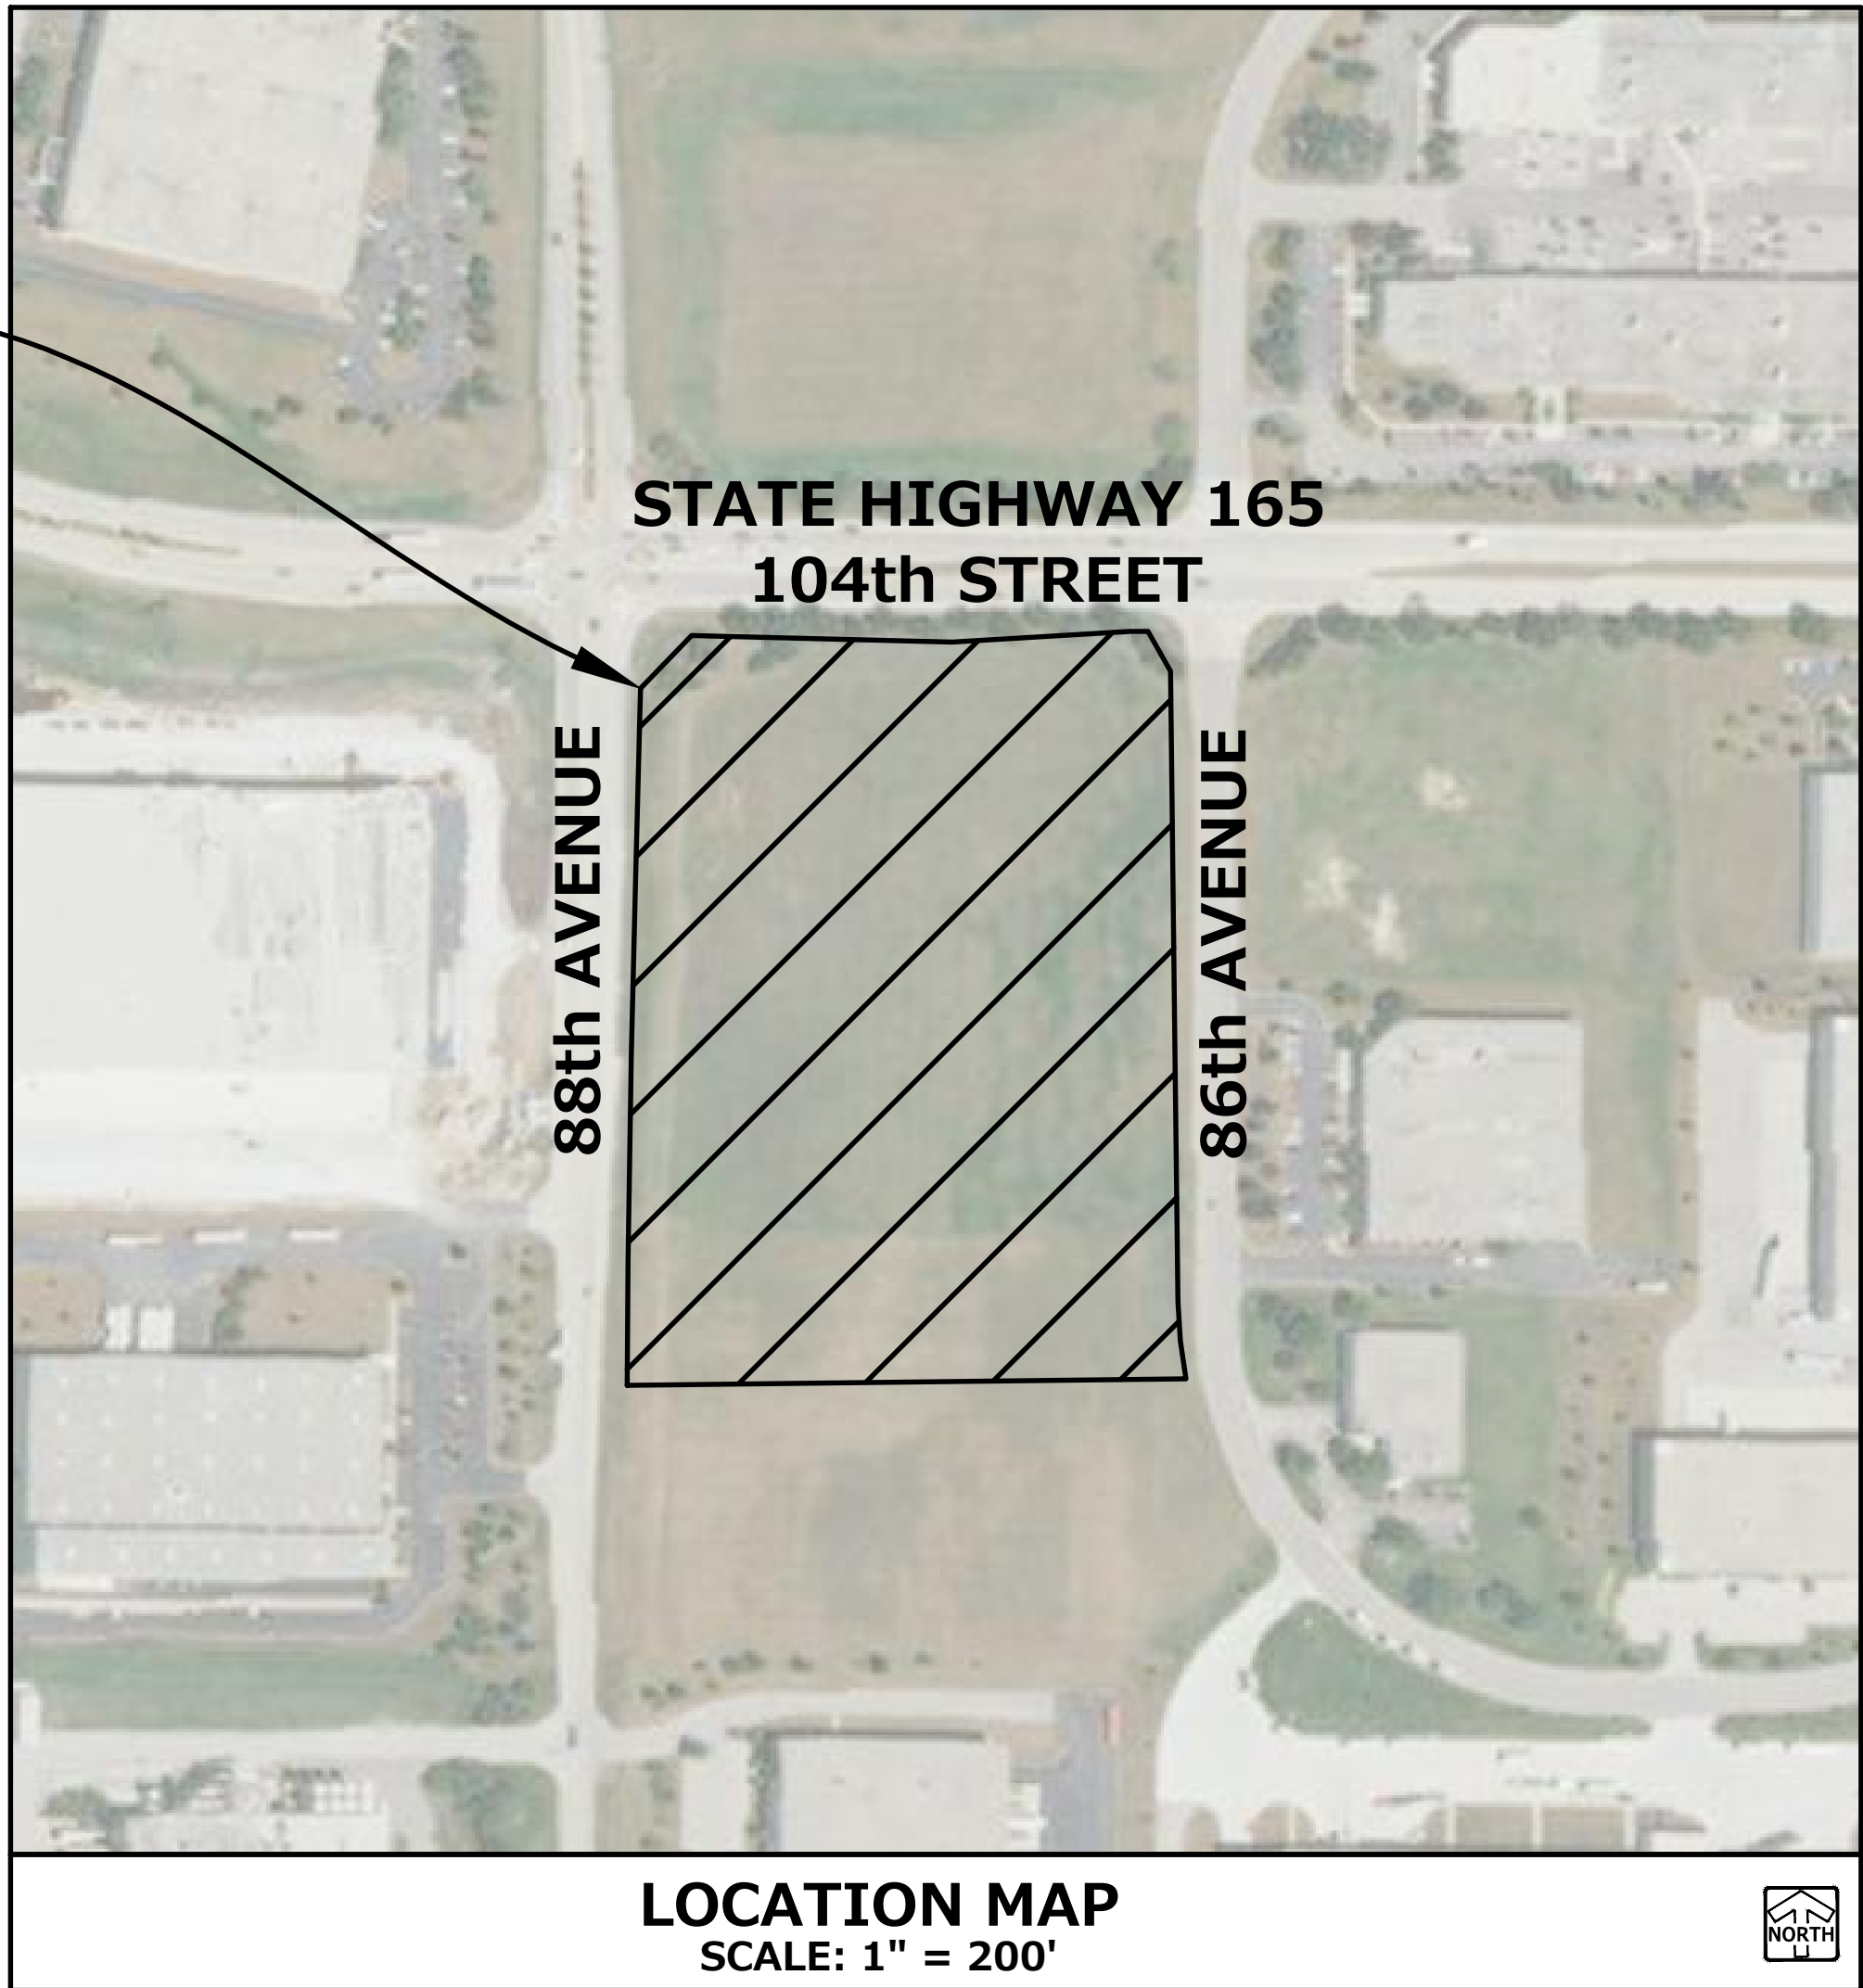 STATE HIGHWAY 165
104th STREET
88th AVENUE
86th AVENUE
LOCATION MAP
SCALE: 1" = 200'
NORTH